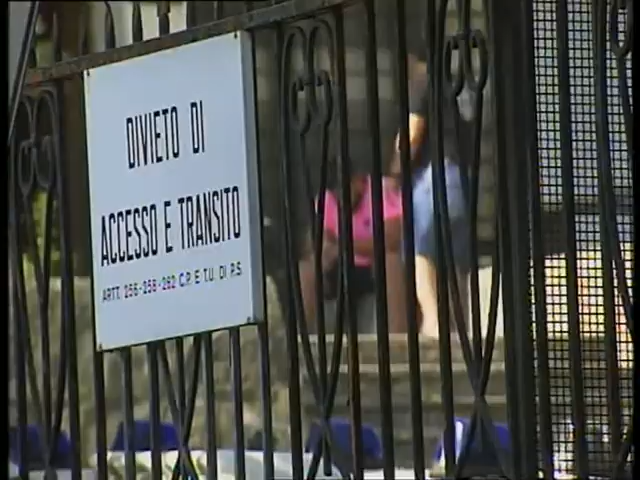 DIVIETO DI
ACCESSO E TRANSITO
ARTT. 256-258-262 C.P. E T.U. DI P.S.